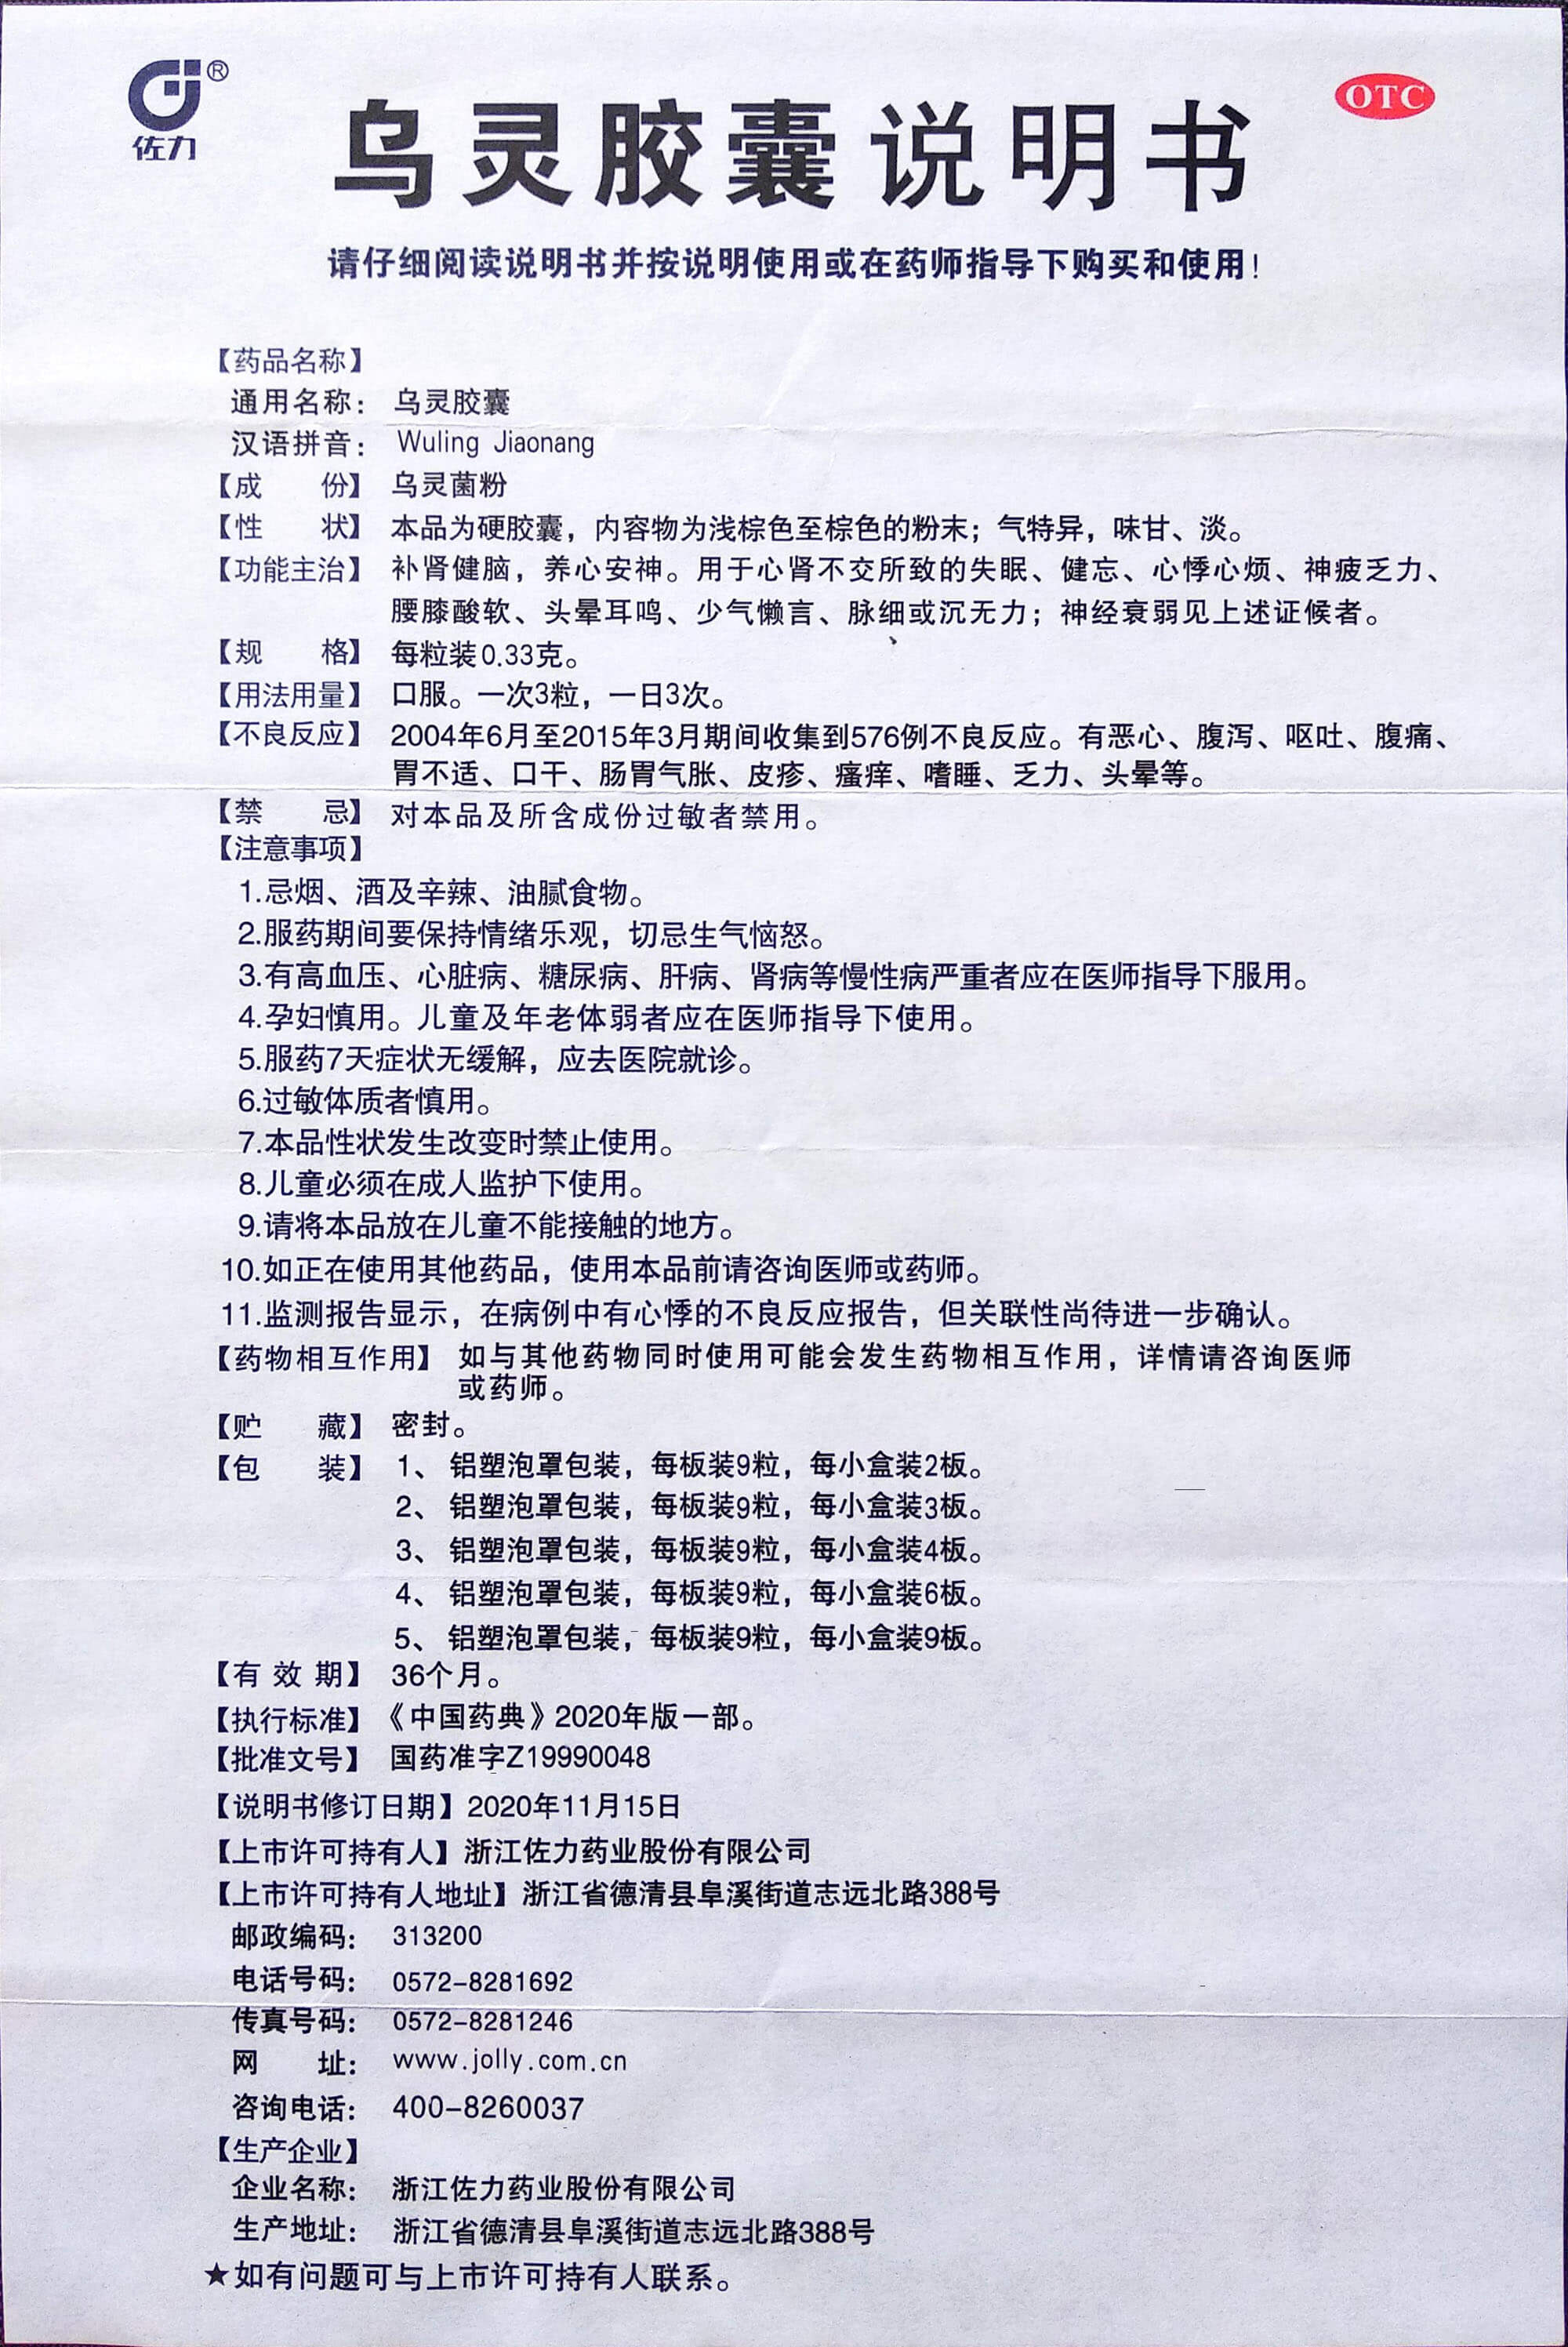 佐力®
OTC
乌灵胶囊说明书
请仔细阅读说明书并按说明使用或在药师指导下购买和使用!
【药品名称】
通用名称： 乌灵胶囊
汉语拼音： Wuling Jiaonang
【成 份】 乌灵菌粉
【性 状】 本品为硬胶囊，内容物为浅棕色至棕色的粉末；气特异，味甘、淡。
【功能主治】 补肾健脑，养心安神。用于心肾不交所致的失眠、健忘、心悸心烦、神疲乏力、
腰膝酸软、头晕耳鸣、少气懒言、脉细或沉无力；神经衰弱见上述证候者。
【规 格】 每粒装0.33克。
【用法用量】 口服。一次3粒，一日3次。
【不良反应】 2004年6月至2015年3月期间收集到576例不良反应。有恶心、腹泻、呕吐、腹痛、
胃不适、口干、肠胃气胀、皮疹、瘙痒、嗜睡、乏力、头晕等。
【禁 忌】 对本品及所含成份过敏者禁用。
【注意事项】
1.忌烟、酒及辛辣、油腻食物。
2.服药期间要保持情绪乐观，切忌生气恼怒。
3.有高血压、心脏病、糖尿病、肝病、肾病等慢性病严重者应在医师指导下服用。
4.孕妇慎用。儿童及年老体弱者应在医师指导下使用。
5.服药7天症状无缓解，应去医院就诊。
6.过敏体质者慎用。
7.本品性状发生改变时禁止使用。
8.儿童必须在成人监护下使用。
9.请将本品放在儿童不能接触的地方。
10.如正在使用其他药品，使用本品前请咨询医师或药师。
11.监测报告显示，在病例中有心悸的不良反应报告，但关联性尚待进一步确认。
【药物相互作用】 如与其他药物同时使用可能会发生药物相互作用，详情请咨询医师
或药师。
【贮 藏】 密封。
【包 装】 1、 铝塑泡罩包装，每板装9粒，每小盒装2板。
2、 铝塑泡罩包装，每板装9粒，每小盒装3板。
3、 铝塑泡罩包装，每板装9粒，每小盒装4板。
4、 铝塑泡罩包装，每板装9粒，每小盒装6板。
5、 铝塑泡罩包装，每板装9粒，每小盒装9板。
【有 效 期】 36个月。
【执行标准】 《中国药典》2020年版一部。
【批准文号】 国药准字Z19990048
【说明书修订日期】2020年11月15日
【上市许可持有人】浙江佐力药业股份有限公司
【上市许可持有人地址】浙江省德清县阜溪街道志远北路388号
邮政编码： 313200
电话号码： 0572-8281692
传真号码： 0572-8281246
网 址： www.jolly.com.cn
咨询电话： 400-8260037
【生产企业】
企业名称： 浙江佐力药业股份有限公司
生产地址： 浙江省德清县阜溪街道志远北路388号
★如有问题可与上市许可持有人联系。